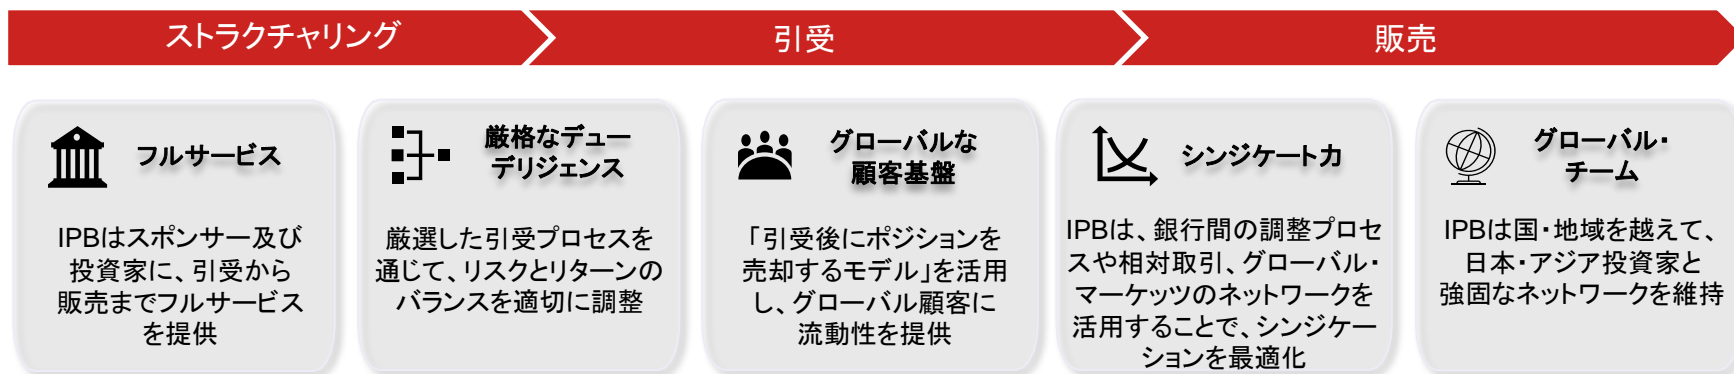 ストラクチャリング
引受
販売
フルサービス
IPBはスポンサー及び
投資家に、引受から
販売までフルサービス
を提供
厳格なデュー
デリジェンス
厳選した引受プロセスを
通じて、リスクとリターンの
バランスを適切に調整
グローバルな
顧客基盤
「引受後にポジションを
売却するモデル」を活用
し、グローバル顧客に
流動性を提供
シンジケート力
IPBは、銀行間の調整プロセ
スや相対取引、グローバル・
マーケッツのネットワークを
活用することで、シンジケー
ションを最適化
グローバル・
チーム
IPBは国・地域を越えて、
日本・アジア投資家と
強固なネットワークを維持